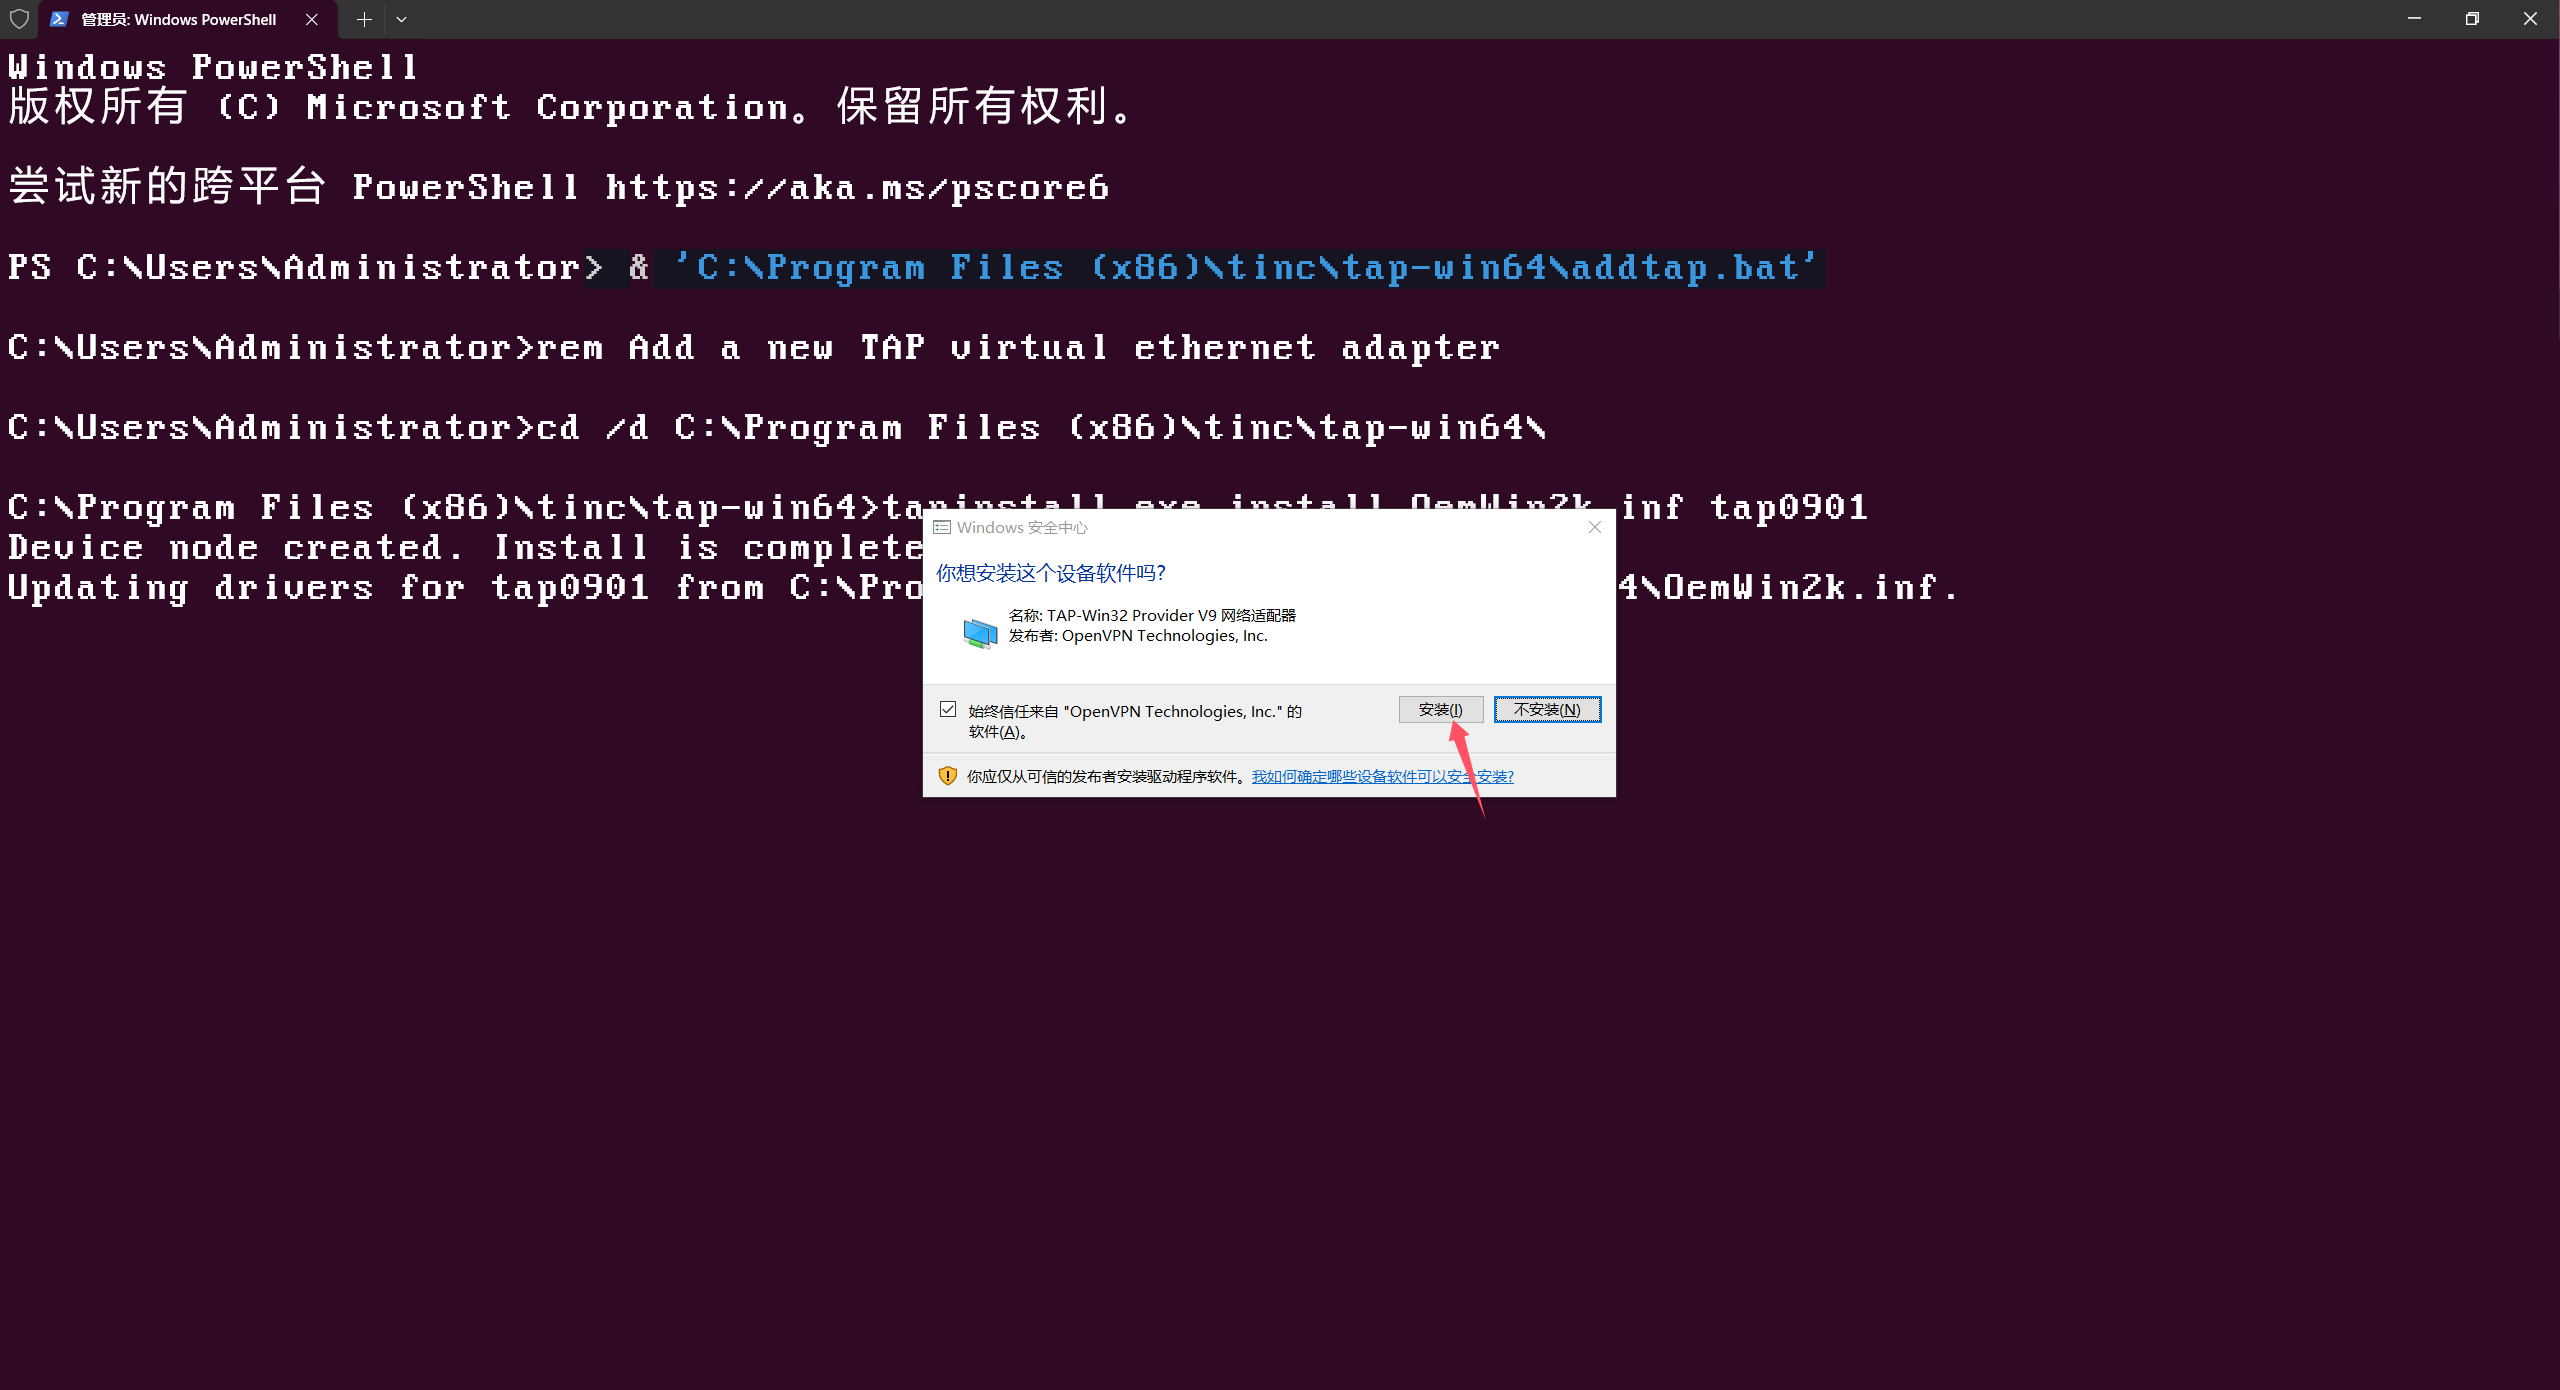 管理员: Windows PowerShell
Windows PowerShell
版权所有 (C) Microsoft Corporation。保留所有权利。
尝试新的跨平台 PowerShell https://aka.ms/pscore6
PS C:\Users\Administrator> & 'C:\Program Files (x86)\tinc\tap-win64\addtap.bat'
C:\Users\Administrator>rem Add a new TAP virtual ethernet adapter
C:\Users\Administrator>cd /d C:\Program Files (x86)\tinc\tap-win64\
C:\Program Files (x86)\tinc\tap-win64>tapinstall.exe install OemWin2k.inf tap0901
Device node created. Install is complete
Updating drivers for tap0901 from C:\Pro 4\OemWin2k.inf.
Windows 安全中心
你想安装这个设备软件吗?
名称: TAP-Win32 Provider V9 网络适配器
发布者: OpenVPN Technologies, Inc.
始终信任来自 "OpenVPN Technologies, Inc." 的
软件(A)。
安装(I)
不安装(N)
你应仅从可信的发布者安装驱动程序软件。我如何确定哪些设备软件可以安全安装?